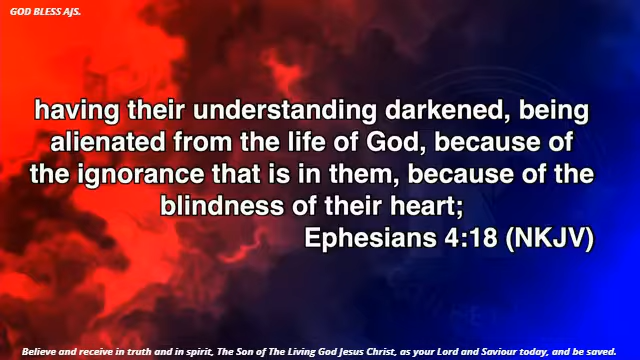 GOD BLESS AJS.
having their understanding darkened, being
alienated from the life of God, because of
the ignorance that is in them, because of the
blindness of their heart;
Ephesians 4:18 (NKJV)
Believe and receive in truth and in spirit, The Son of The Living God Jesus Christ, as your Lord and Saviour today, and be saved.